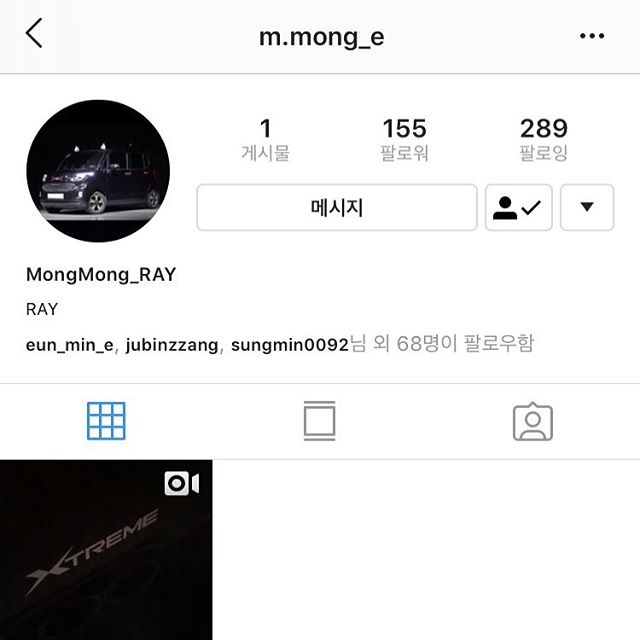 m.mong_e
1 155 289
게시물 팔로워 팔로잉
메시지
MongMong_RAY
RAY
eun_min_e, jubinzzang, sungmin0092님 외 68명이 팔로우함
XTREME